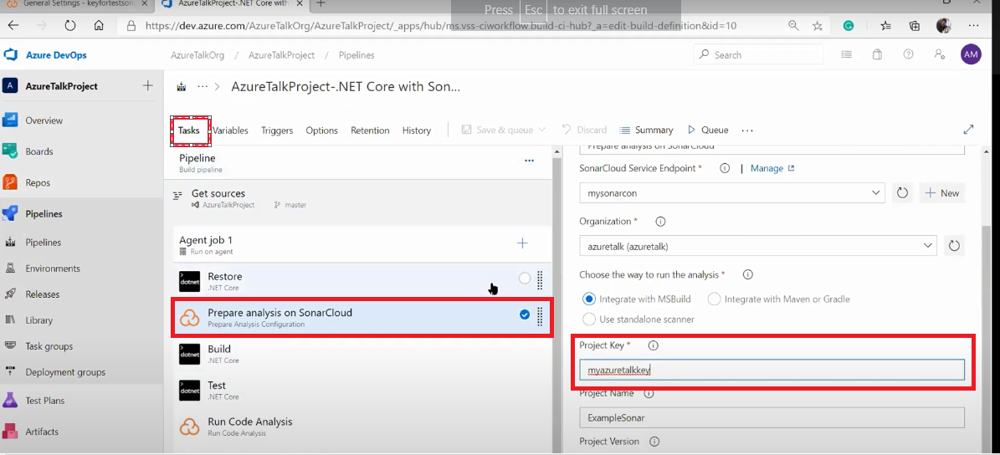 General Settings - keyfortestsona
AzureTalkProject-.NET Core with
Press Esc to exit full screen
https://dev.azure.com/AzureTalkOrg/AzureTalkProject/_apps/hub/ms.vss-ciworkflow.build-ci-hub?_a=edit-build-definition&id=10
Azure DevOps
AzureTalkOrg / AzureTalkProject / Pipelines
Search
AM
A AzureTalkProject
AzureTalkProject-.NET Core with Son...
Overview
Boards
Repos
Pipelines
Pipelines
Environments
Releases
Library
Task groups
Deployment groups
Test Plans
Artifacts
Tasks Variables Triggers Options Retention History Save & queue Discard Summary Queue
Pipeline
Build pipeline
Get sources
AzureTalkProject master
Agent job 1
Run on agent
dotnet
Restore
.NET Core
Prepare analysis on SonarCloud
Prepare Analysis Configuration
dotnet
Build
.NET Core
dotnet
Test
.NET Core
Run Code Analysis
Run Code Analysis
Prepare analysis on SonarCloud
SonarCloud Service Endpoint * | Manage
mysonarcon
New
Organization *
azuretalk (azuretalk)
Choose the way to run the analysis *
Integrate with MSBuild Integrate with Maven or Gradle
Use standalone scanner
Project Key *
myazuretalkkey
Project Name
ExampleSonar
Project Version